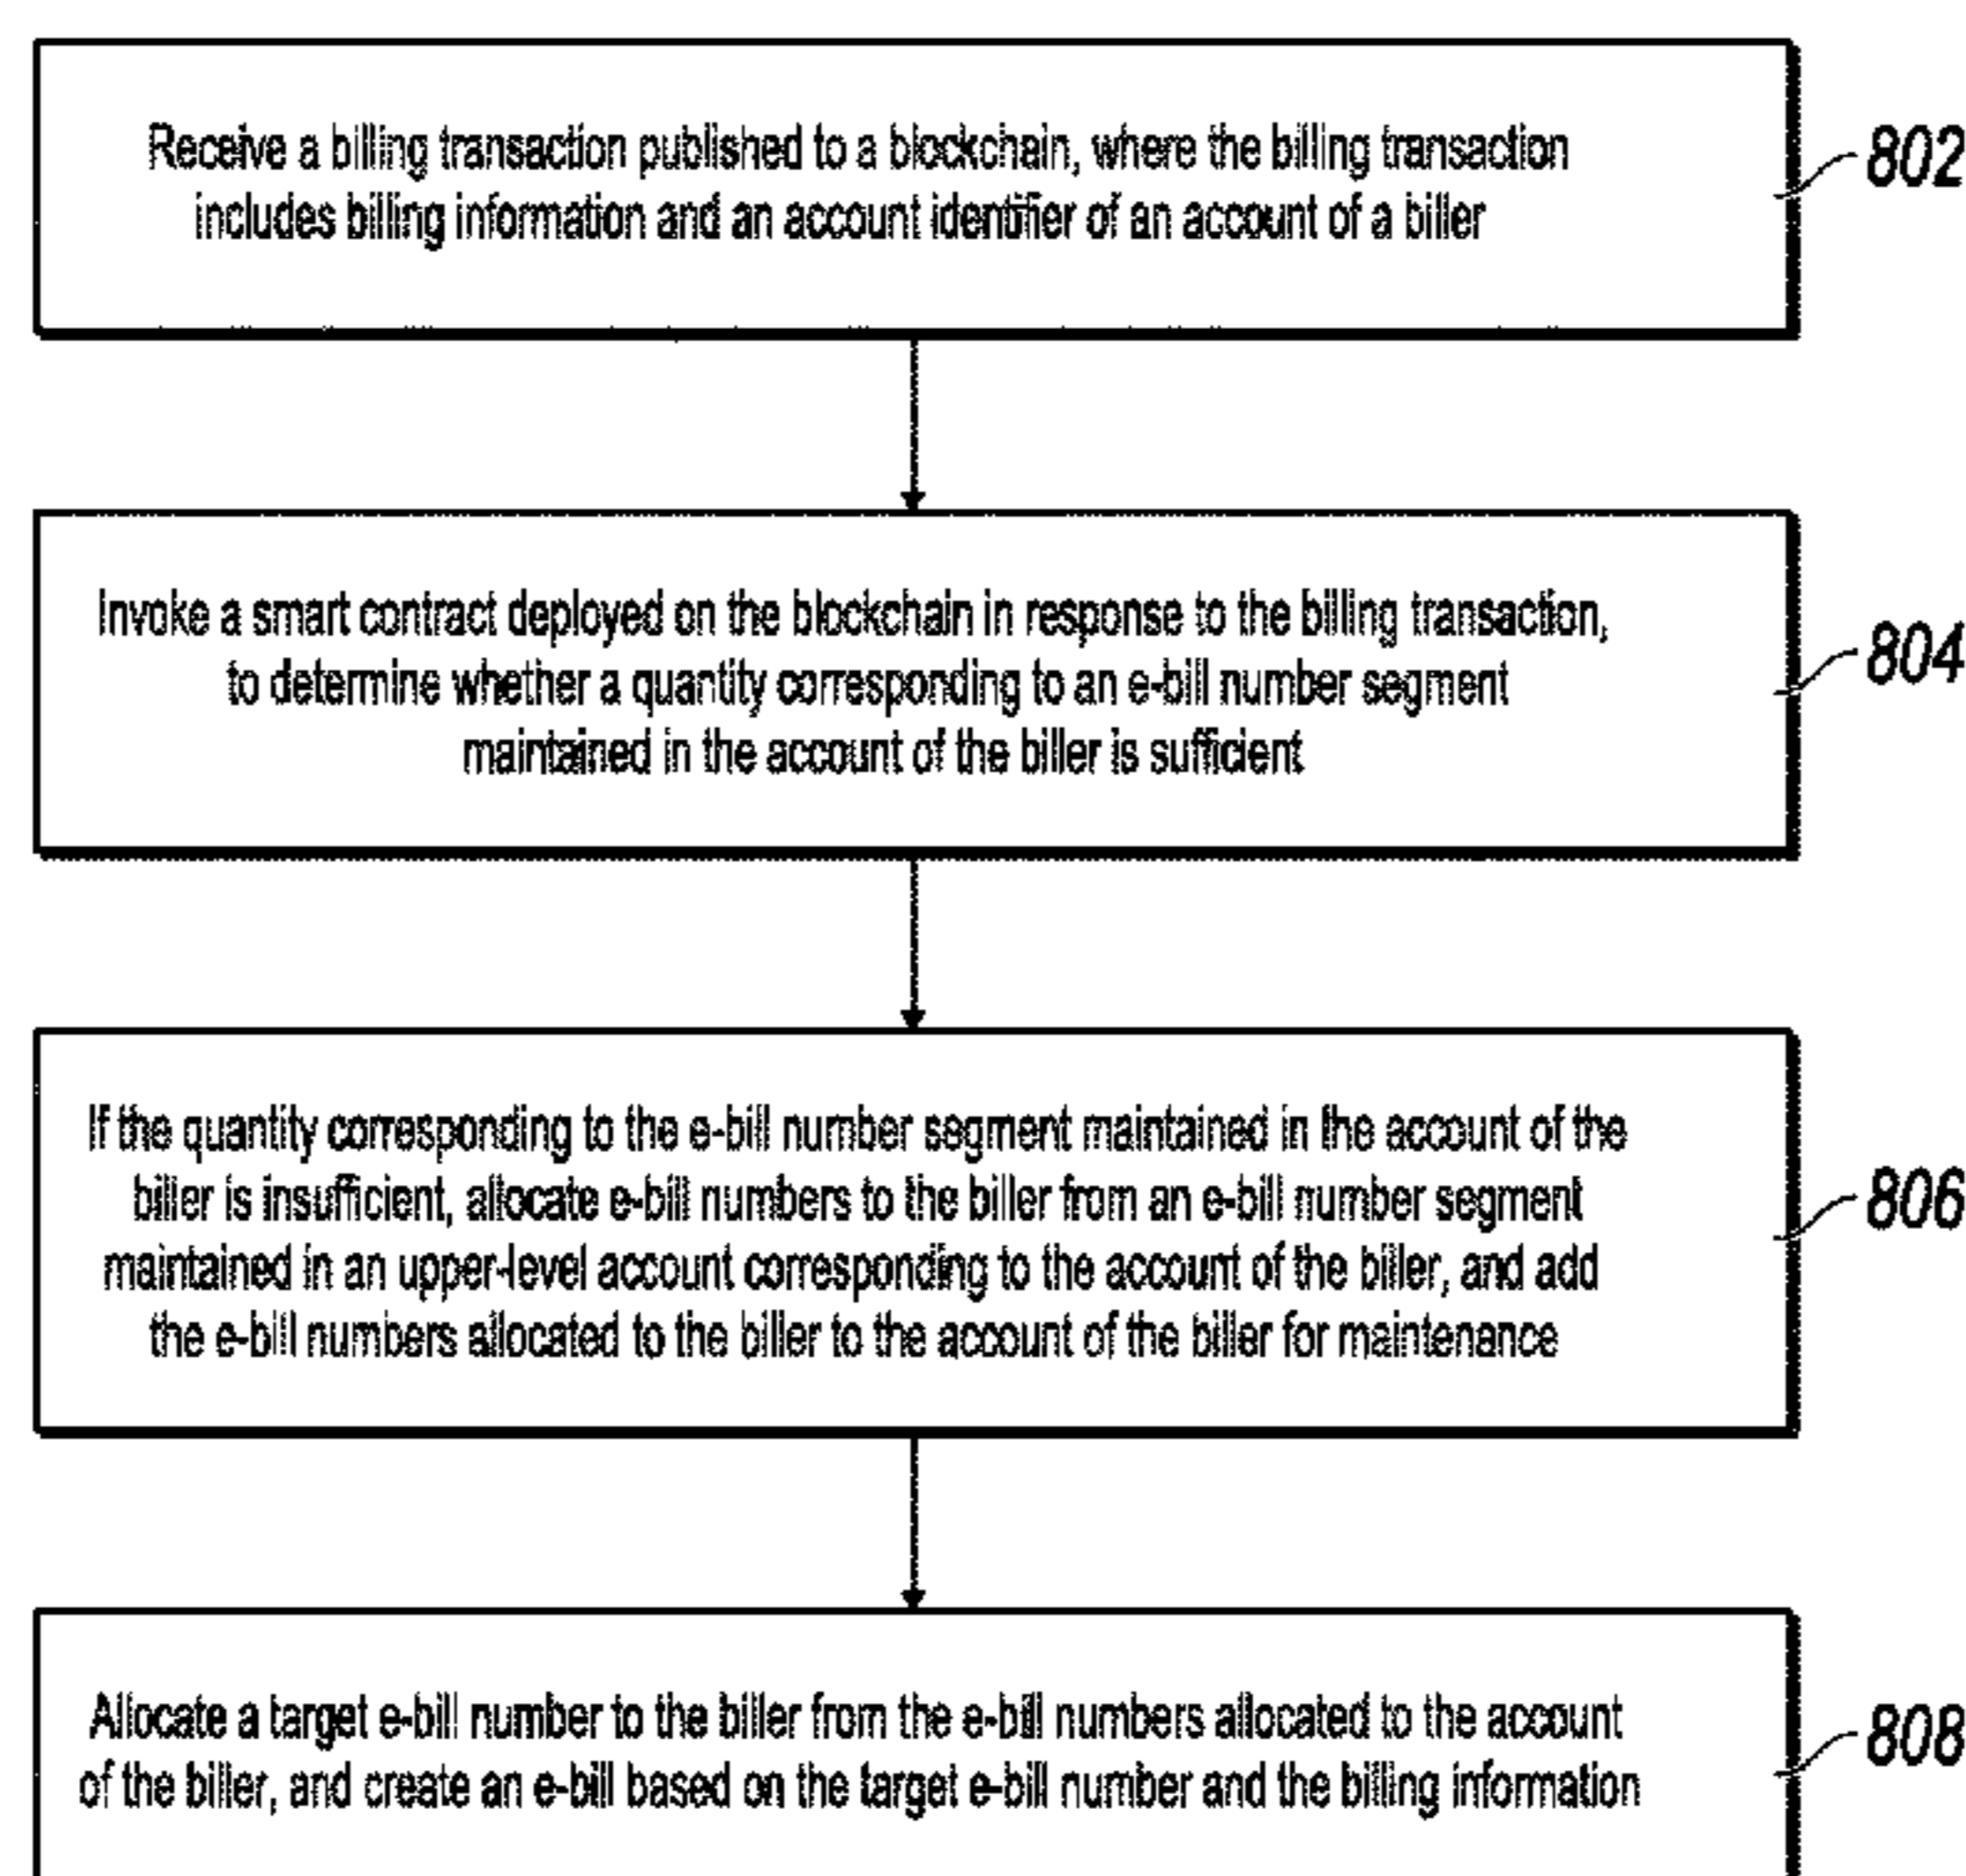 Receive a billing transaction published to a blockchain, where the billing transaction
includes billing information and an account identifier of an account of a biller
802
Invoke a smart contract deployed on the blockchain in response to the billing transaction,
to determine whether a quantity corresponding to an e-bill number segment
maintained in the account of the biller is sufficient
804
If the quantity corresponding to the e-bill number segment maintained in the account of the
biller is insufficient, allocate e-bill numbers to the biller from an e-bill number segment
maintained in an upper-level account corresponding to the account of the biller, and add
the e-bill numbers allocated to the biller to the account of the biller for maintenance
806
Allocate a target e-bill number to the biller from the e-bill numbers allocated to the account
of the biller, and create an e-bill based on the target e-bill number and the billing information
808